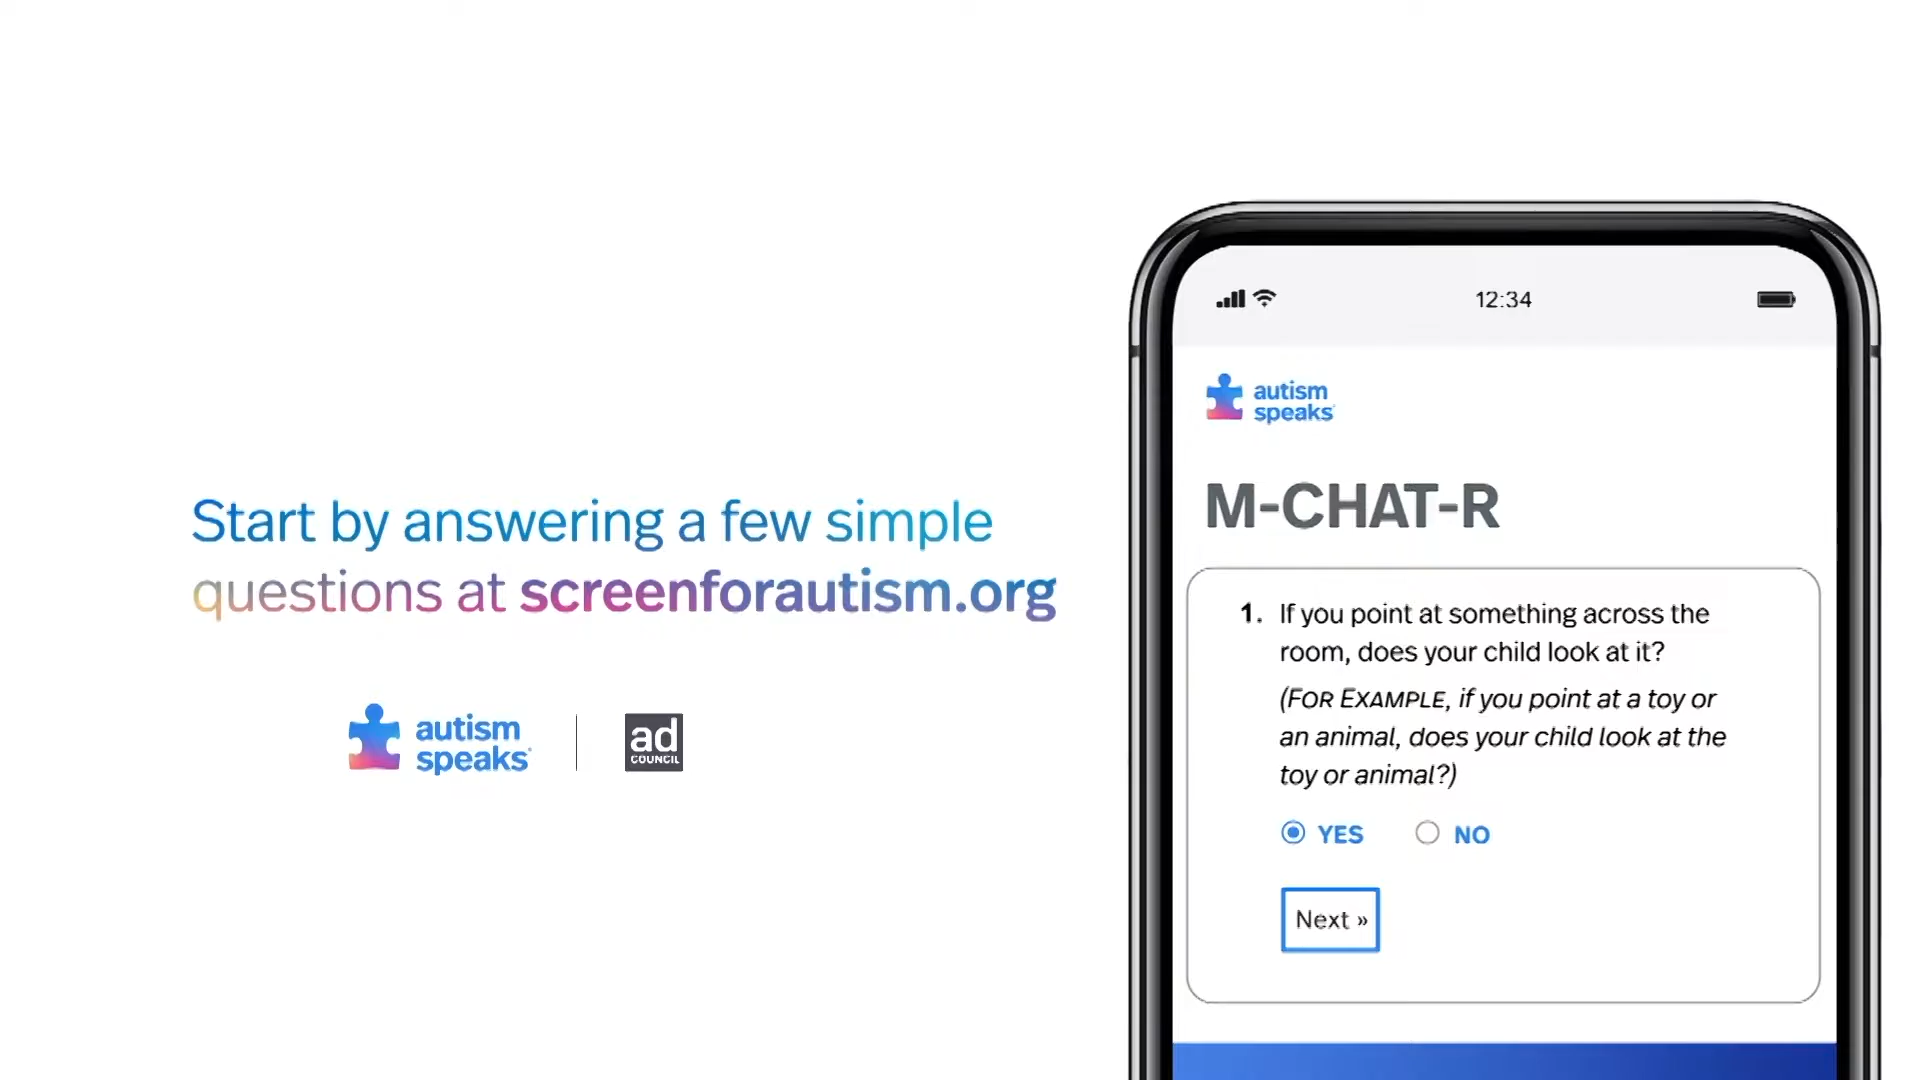 Start by answering a few simple
questions at screenforautism.org
autism
speaks
ad
COUNCIL
12:34
autism
speaks
M-CHAT-R
1. If you point at something across the
room, does your child look at it?
(FOR EXAMPLE, if you point at a toy or
an animal, does your child look at the
toy or animal?)
YES NO
Next »